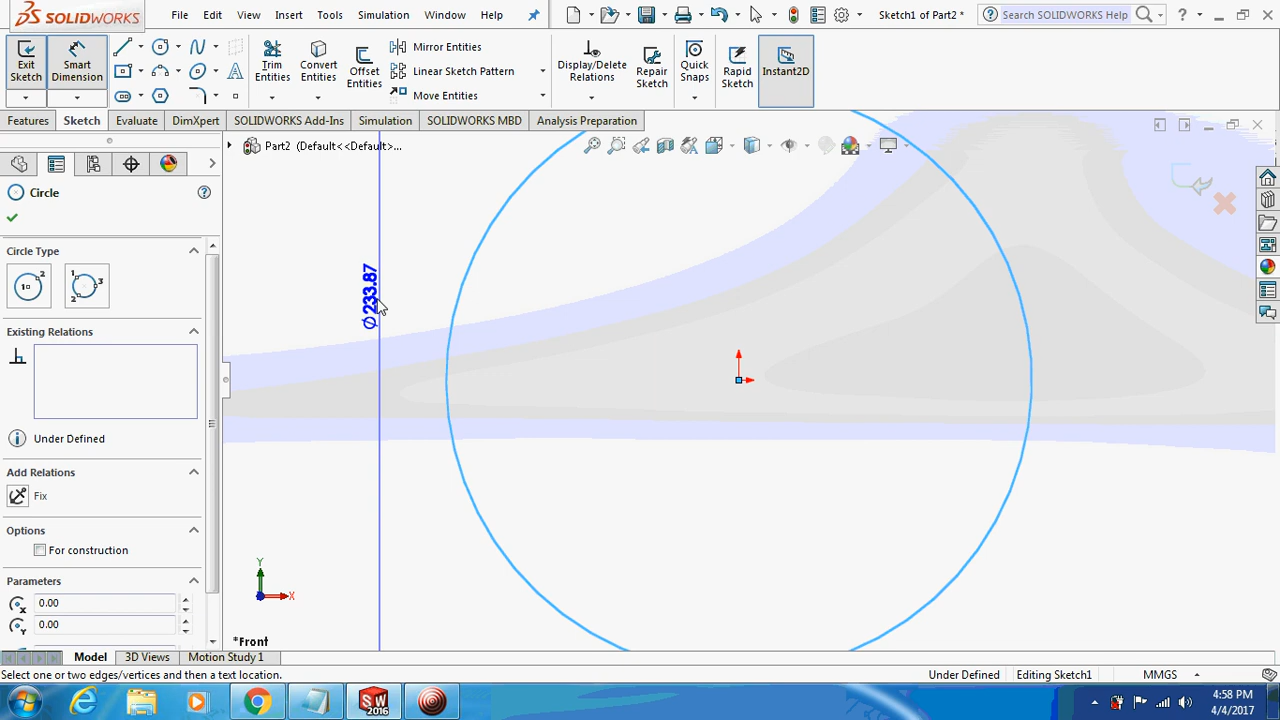 SOLIDWORKS
File Edit View Insert Tools Simulation Window Help
Sketch1 of Part2 *
Search SOLIDWORKS Help
Exit Sketch
Smart Dimension
Trim Entities
Convert Entities
Offset Entities
Mirror Entities
Linear Sketch Pattern
Move Entities
Display/Delete Relations
Repair Sketch
Quick Snaps
Rapid Sketch
Instant2D
Features Sketch Evaluate DimXpert SOLIDWORKS Add-Ins Simulation SOLIDWORKS MBD Analysis Preparation
Part2 (Default<<Default>...
Circle
Circle Type
Existing Relations
Under Defined
Add Relations
Fix
Options
For construction
Parameters
0.00
0.00
Ø233.87
Y
X
*Front
Model 3D Views Motion Study 1
Select one or two edges/vertices and then a text location.
Under Defined Editing Sketch1 MMGS
SW
2016
4:58 PM
4/4/2017